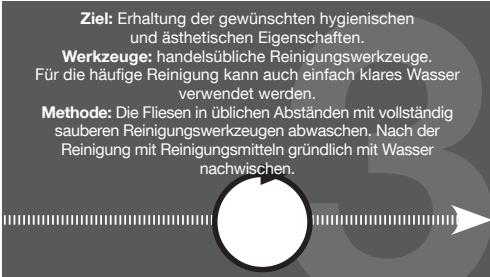 Ziel: Erhaltung der gewünschten hygienischen
und ästhetischen Eigenschaften.
Werkzeuge: handelsübliche Reinigungswerkzeuge.
Für die häufige Reinigung kann auch einfach klares Wasser
verwendet werden.
Methode: Die Fliesen in üblichen Abständen mit vollständig
sauberen Reinigungswerkzeugen abwaschen. Nach der
Reinigung mit Reinigungsmitteln gründlich mit Wasser
nachwischen.
3